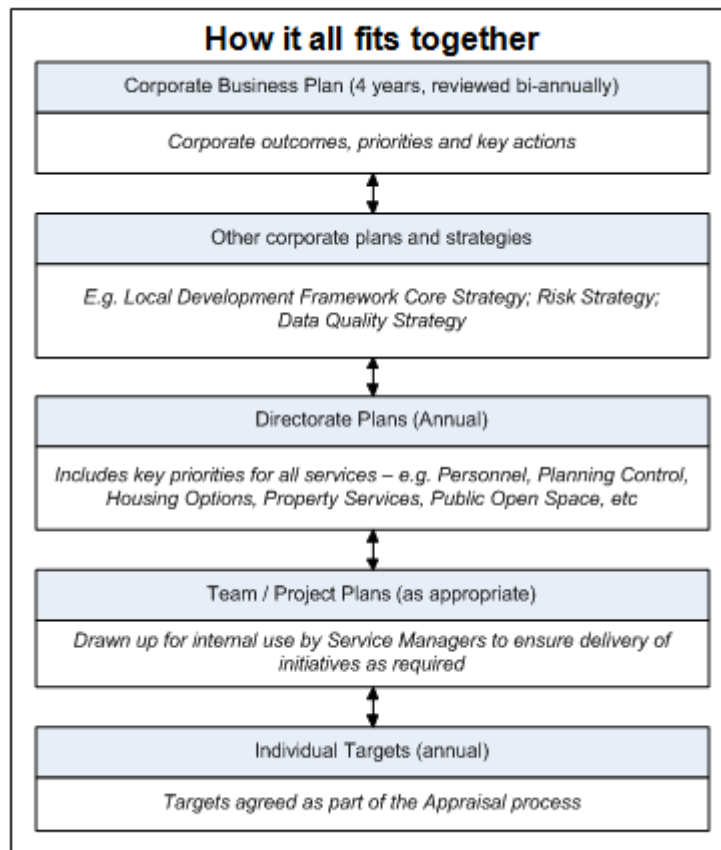 How it all fits together
Corporate Business Plan (4 years, reviewed bi-annually)
Corporate outcomes, priorities and key actions
Other corporate plans and strategies
E.g. Local Development Framework Core Strategy; Risk Strategy;
Data Quality Strategy
Directorate Plans (Annual)
Includes key priorities for all services – e.g. Personnel, Planning Control,
Housing Options, Property Services, Public Open Space, etc
Team / Project Plans (as appropriate)
Drawn up for internal use by Service Managers to ensure delivery of
initiatives as required
Individual Targets (annual)
Targets agreed as part of the Appraisal process